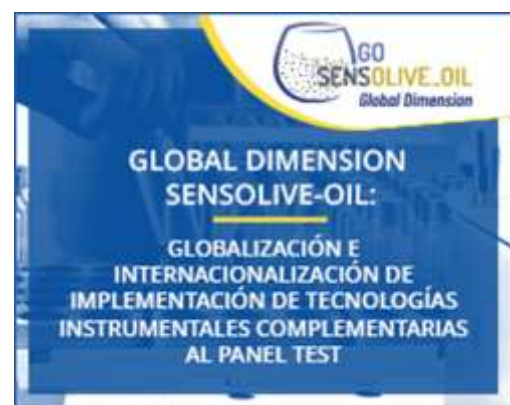 GO
SENSOLIVE_OIL
Global Dimension
GLOBAL DIMENSION
SENSOLIVE-OIL:
GLOBALIZACIÓN E
INTERNACIONALIZACIÓN DE
IMPLEMENTACIÓN DE TECNOLOGÍAS
INSTRUMENTALES COMPLEMENTARIAS
AL PANEL TEST